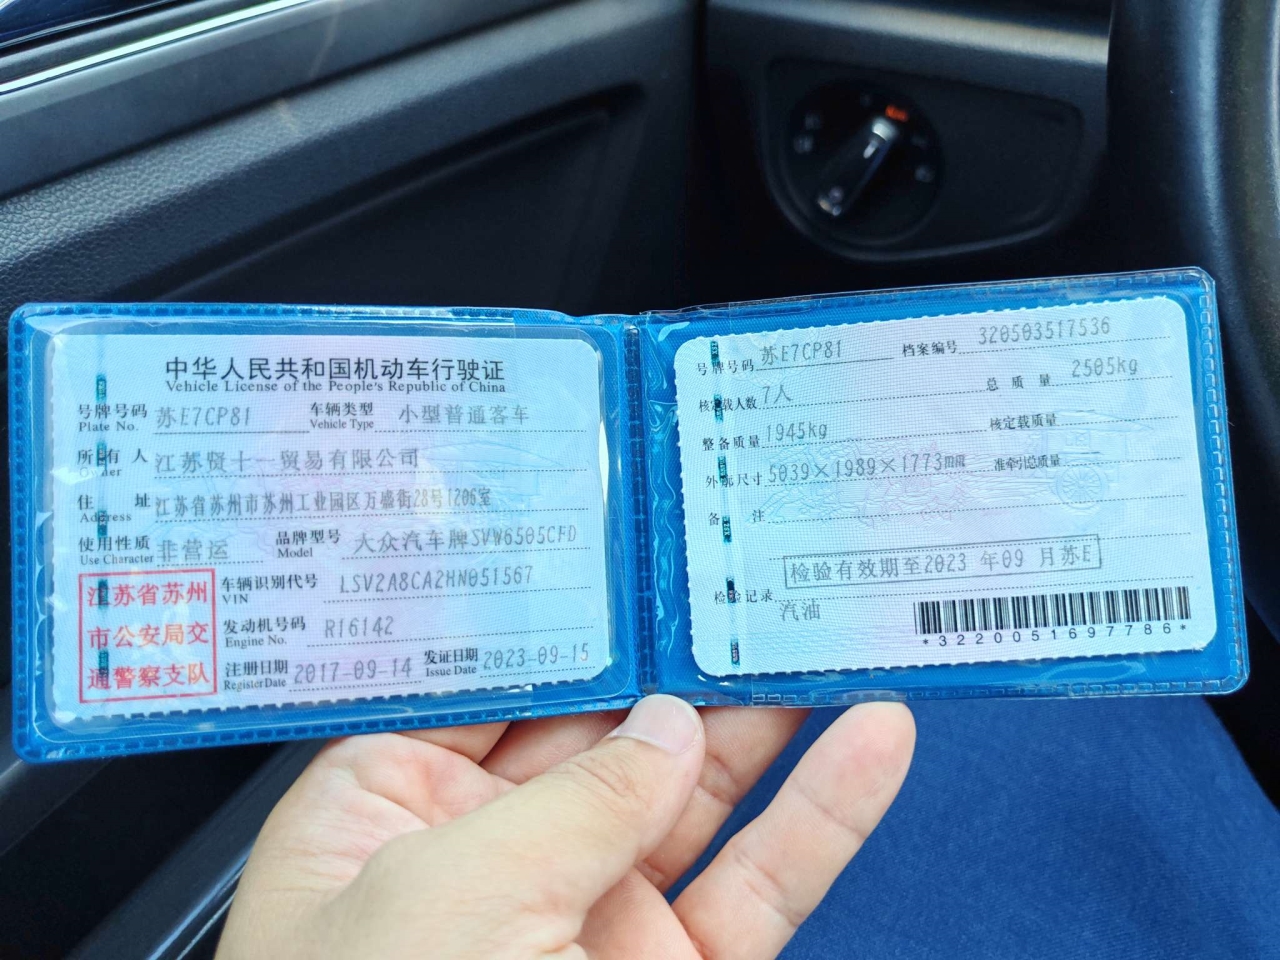 中华人民共和国机动车行驶证
Vehicle License of the People's Republic of China
号牌号码 苏E7CP81 车辆类型 小型普通客车
Plate No. Vehicle Type
所有人 江苏贤十一贸易有限公司
Owner
住址 江苏省苏州市苏州工业园区万盛街28号1206室
Address
使用性质 非营运 品牌型号 大众汽车牌SVW6505CFD
Use Character Model
江苏省苏州
市公安局交
通警察支队
车辆识别代号 LSV2A8CA2HN051567
VIN
发动机号码 R16142
Engine No.
注册日期 2017-09-14 发证日期 2023-09-15
Register Date Issue Date
号牌号码 苏E7CP81 档案编号 320503517536
核定载人数 7人 总质量 2505kg
整备质量 1945kg 核定载质量 --
外廓尺寸 5039×1989×1773mm 准牵引总质量 --
备注
检验有效期至2023 年09 月苏E
检验记录
汽油
*3220051697786*